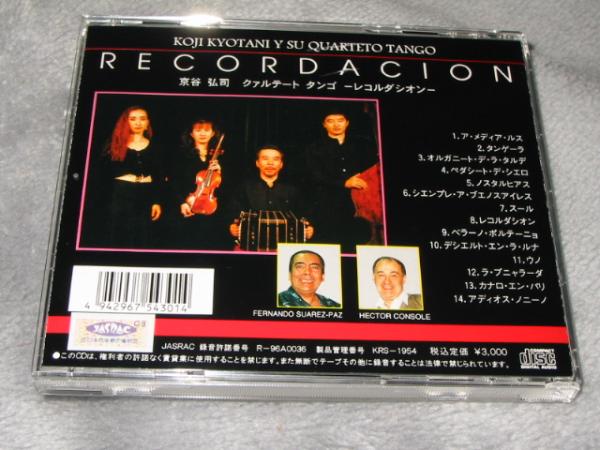 KOJI KYOTANI Y SU QUARTETO TANGO
RECORDACION
京谷 弘司 クァルテート タンゴ －レコルダシオン－
1.ア・メディア・ルス
2.タンゲーラ
3.オルガニート・デ・ラ・タルデ
4.ペダシート・デ・シエロ
5.ノスタルヒアス
6.シエンプレ・ア・ブエノスアイレス
7.スール
8.レコルダシオン
9.ベラーノ・ポルテーニョ
10.デシエルト・エン・ラ・ルナ
11.ウノ
12.ラ・プニャラーダ
13.カナロ・エン・パリ
14.アディオス・ノニーノ
FERNANDO SUAREZ-PAZ
HECTOR CONSOLE
4 942967 543014
JASRAC
JASRAC 録音許諾番号 R－96A0036 製品管理番号 KRS－1954 税込定価 ¥3,000
●このCDは、権利者の許諾なく賃貸業に使用することを禁じます。また無断でテープその他に録音することは法律で禁じられています。
COMPACT
disc
DIGITAL AUDIO